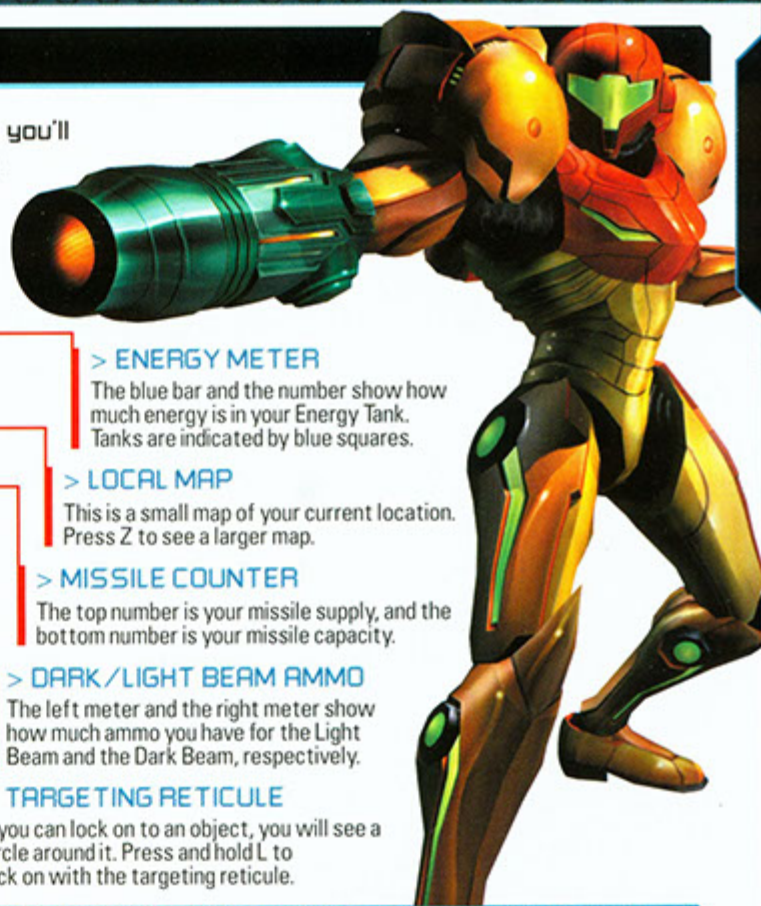 you'll
> ENERGY METER
The blue bar and the number show how
much energy is in your Energy Tank.
Tanks are indicated by blue squares.
> LOCAL MAP
This is a small map of your current location.
Press Z to see a larger map.
> MISSILE COUNTER
The top number is your missile supply, and the
bottom number is your missile capacity.
> DARK/LIGHT BEAM AMMO
The left meter and the right meter show
how much ammo you have for the Light
Beam and the Dark Beam, respectively.
TARGETING RETICULE
you can lock on to an object, you will see a
rcle around it. Press and hold L to
ck on with the targeting reticule.